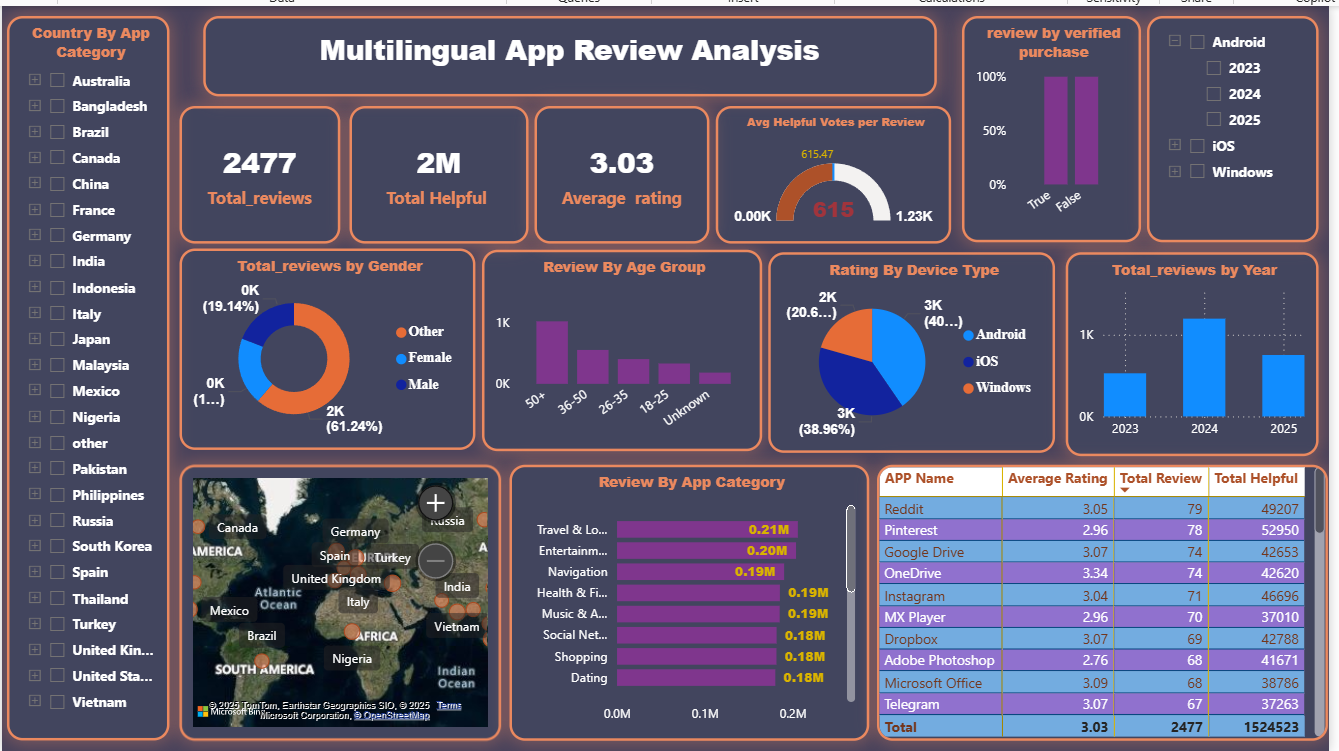 Data
Queries
Insert
Calculations
Sensitivity
Share
Copilot
Country By App
Category
Australia
Bangladesh
Brazil
Canada
China
France
Germany
India
Indonesia
Italy
Japan
Malaysia
Mexico
Nigeria
other
Pakistan
Philippines
Russia
South Korea
Spain
Thailand
Turkey
United Kin...
United Sta...
Vietnam
Multilingual App Review Analysis
2477
Total_reviews
2M
Total Helpful
3.03
Average rating
Avg Helpful Votes per Review
615.47
615
0.00K
1.23K
review by verified
purchase
100%
50%
0%
True
False
Android
2023
2024
2025
iOS
Windows
Total_reviews by Gender
0K
(19.14%)
0K
(1...)
2K
(61.24%)
Other
Female
Male
Review By Age Group
1K
0K
50+
36-50
26-35
18-25
Unknown
Rating By Device Type
2K
(20.6...)
3K
(40...)
3K
(38.96%)
Android
iOS
Windows
Total_reviews by Year
1K
0K
2023
2024
2025
Canada
Germany
Russia
AMERICA
Spain
EUROPE
Turkey
A
United Kingdom
India
Atlantic
Ocean
Italy
Mexico
Vietnam
Brazil
AFRICA
Nigeria
SOUTH AMERICA
Indian
Ocean
© 2025 TomTom, Earthstar Geographics SIO, © 2025 Terms
Microsoft Bing
Microsoft Corporation, © OpenStreetMap
Review By App Category
Travel & Lo... 0.21M
Entertainm... 0.20M
Navigation 0.19M
Health & Fi... 0.19M
Music & A... 0.19M
Social Net... 0.18M
Shopping 0.18M
Dating 0.18M
0.0M 0.1M 0.2M
APP Name Average Rating Total Review Total Helpful
Reddit 3.05 79 49207
Pinterest 2.96 78 52950
Google Drive 3.07 74 42653
OneDrive 3.34 74 42620
Instagram 3.04 71 46696
MX Player 2.96 70 37010
Dropbox 3.07 69 42788
Adobe Photoshop 2.76 68 41671
Microsoft Office 3.09 68 38786
Telegram 3.07 67 37263
Total 3.03 2477 1524523